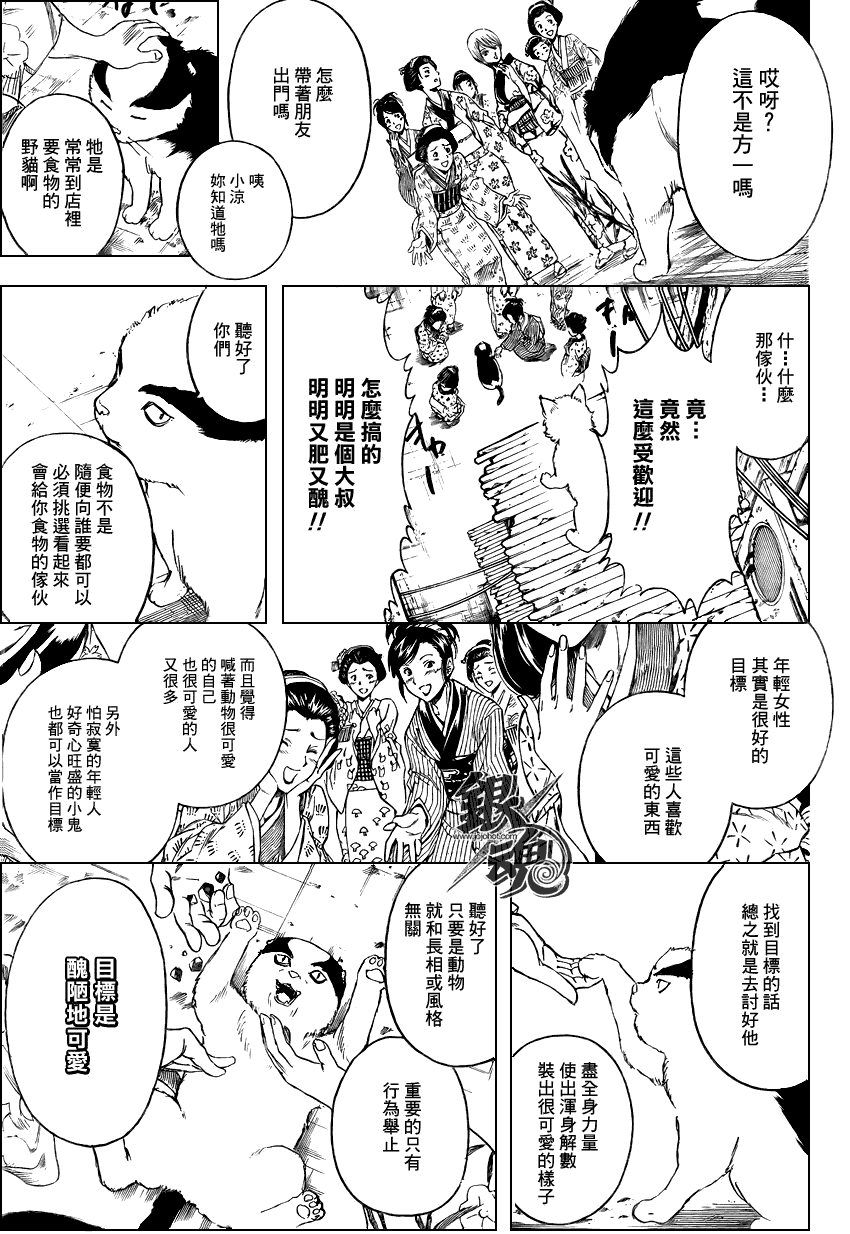 哎呀？
這不是方一嗎
怎麼
帶著朋友
出門嗎
咦
小涼
妳知道牠嗎
牠是
常常到店裡
要食物的
野貓啊
什…什麼
那傢伙…
竟…
竟然
這麼受歡迎!!
怎麼搞的
明明是個大叔
明明又肥又醜!!
聽好了
你們
食物不是
隨便向誰要都可以
必須挑選看起來
會給你食物的傢伙
年輕女性
其實是很好的
目標
這些人喜歡
可愛的東西
而且覺得
喊著動物很可愛
的自己
也很可愛的人
又很多
另外
怕寂寞的年輕人
好奇心旺盛的小鬼
也都可以當作目標
銀魂
www.jojohot.com
找到目標的話
總之就是去討好他
盡全身力量
使出渾身解數
裝出很可愛的樣子
聽好了
只要是動物
就和長相或風格
無關
重要的只有
行為舉止
目標是
醜陋地可愛